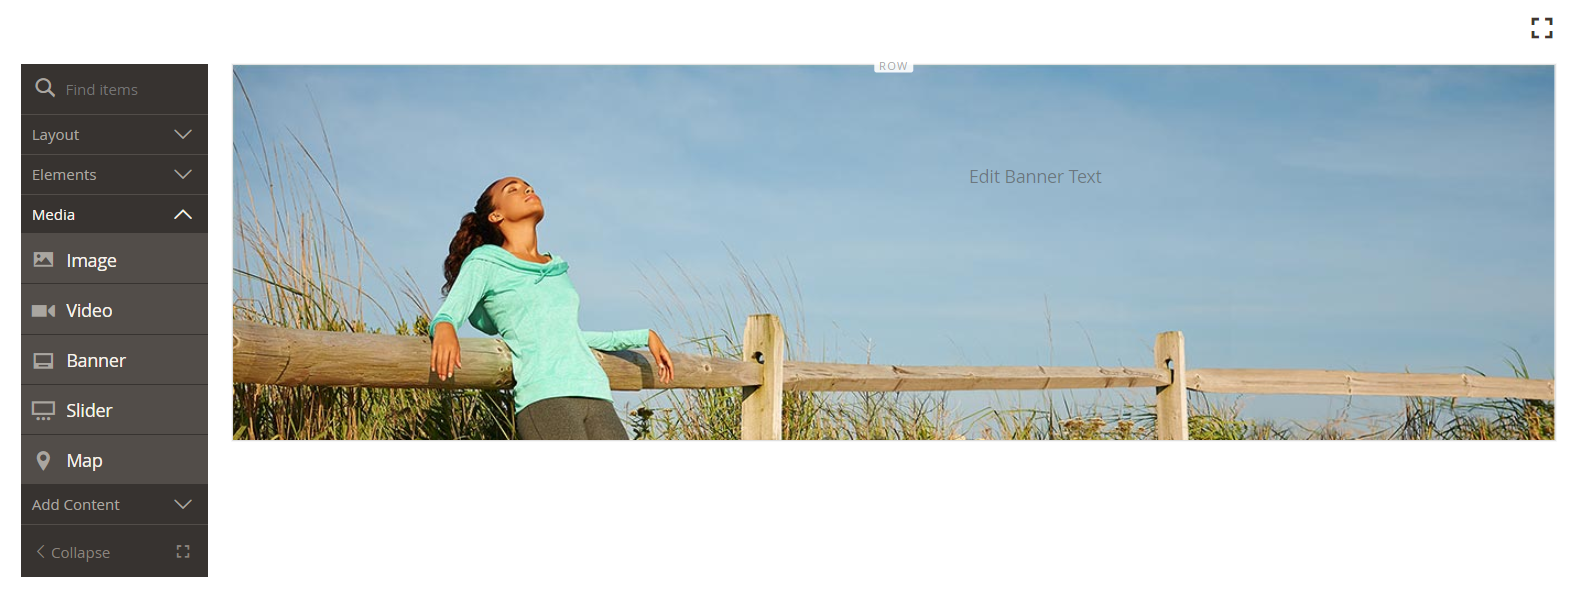 Find items
Layout
Elements
Media
Image
Video
Banner
Slider
Map
Add Content
Collapse
ROW
Edit Banner Text